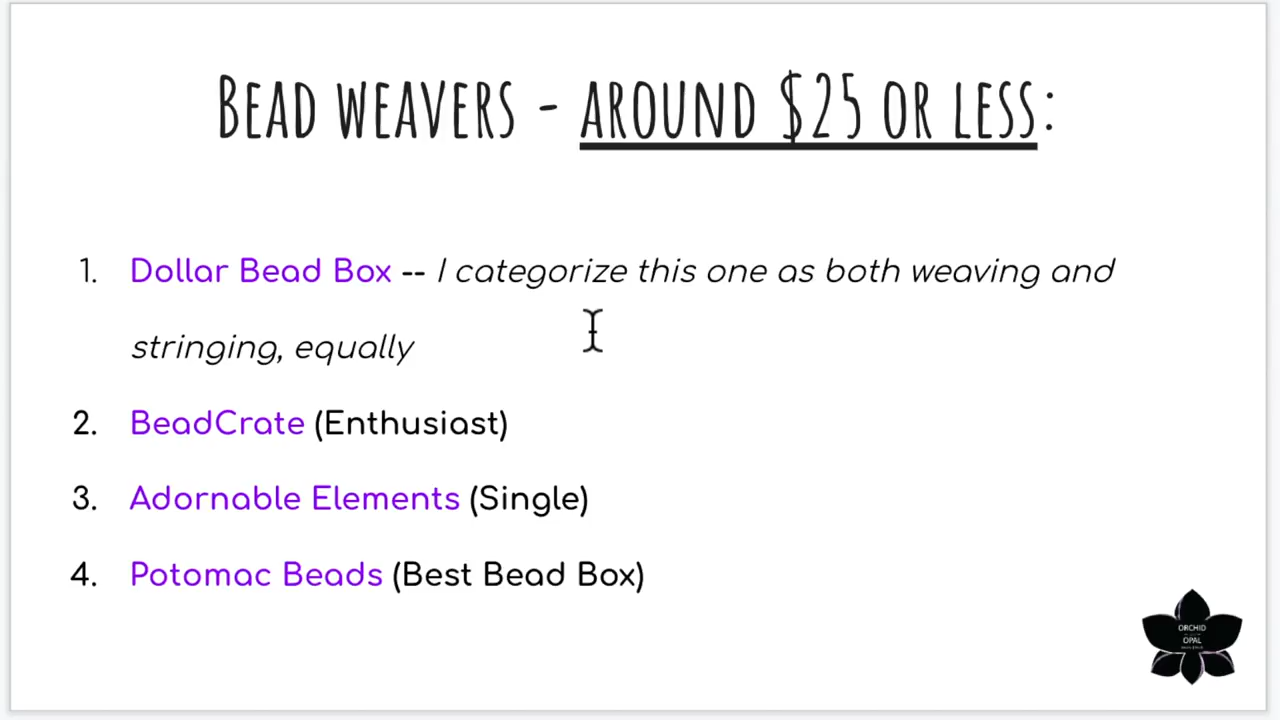 BEAD WEAVERS - AROUND $25 OR LESS:
1. Dollar Bead Box -- I categorize this one as both weaving and
stringing, equally
2. BeadCrate (Enthusiast)
3. Adornable Elements (Single)
4. Potomac Beads (Best Bead Box)
ORCHID
OPAL